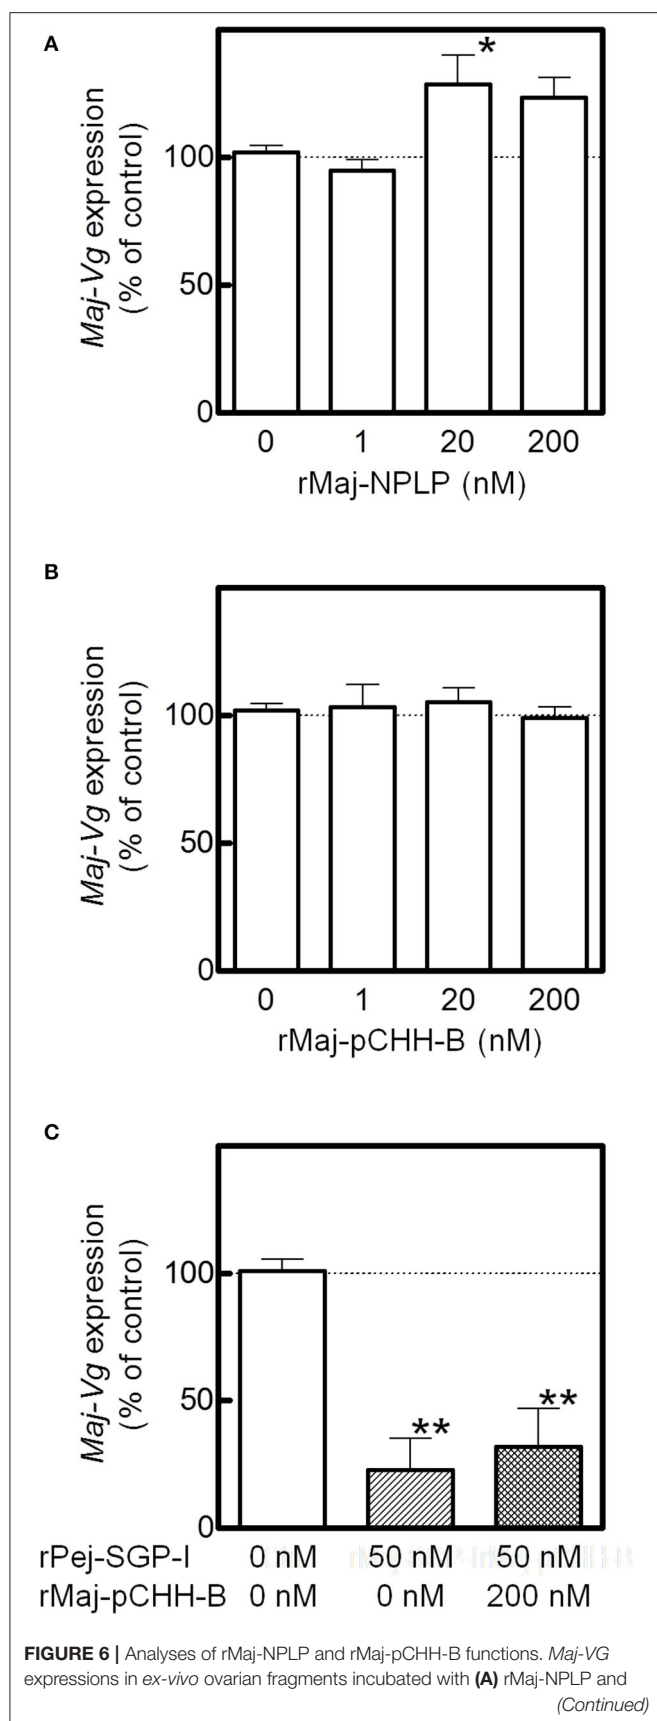 A
Maj-Vg expression
(% of control)
100
50
0
*
0 1 20 200
rMaj-NPLP (nM)
B
Maj-Vg expression
(% of control)
100
50
0
0 1 20 200
rMaj-pCHH-B (nM)
C
Maj-Vg expression
(% of control)
100
50
0
** **
rPej-SGP-I 0 nM 50 nM 50 nM
rMaj-pCHH-B 0 nM 0 nM 200 nM
FIGURE 6 | Analyses of rMaj-NPLP and rMaj-pCHH-B functions. Maj-VG
expressions in ex-vivo ovarian fragments incubated with (A) rMaj-NPLP and
(Continued)